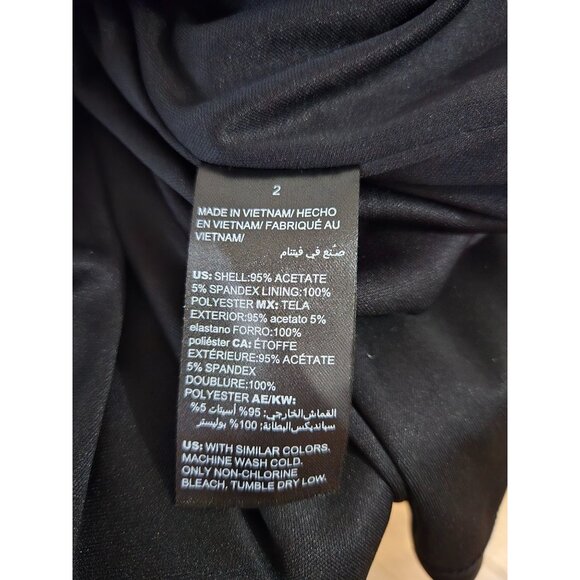 2
MADE IN VIETNAM/ HECHO
EN VIETNAM/ FABRIQUÉ AU
VIETNAM/
صنع في فيتنام
US: SHELL:95% ACETATE
5% SPANDEX LINING:100%
POLYESTER MX: TELA
EXTERIOR:95% acetato 5%
elastano FORRO:100%
poliéster CA: ÉTOFFE
EXTÉRIEURE:95% ACÉTATE
5% SPANDEX
DOUBLURE:100%
POLYESTER AE/KW:
القماش الخارجي: 95% أسيتات 5%
سباندیکس البطانة: 100% بوليستر
US: WITH SIMILAR COLORS,
MACHINE WASH COLD.
ONLY NON-CHLORINE
BLEACH, TUMBLE DRY LOW.